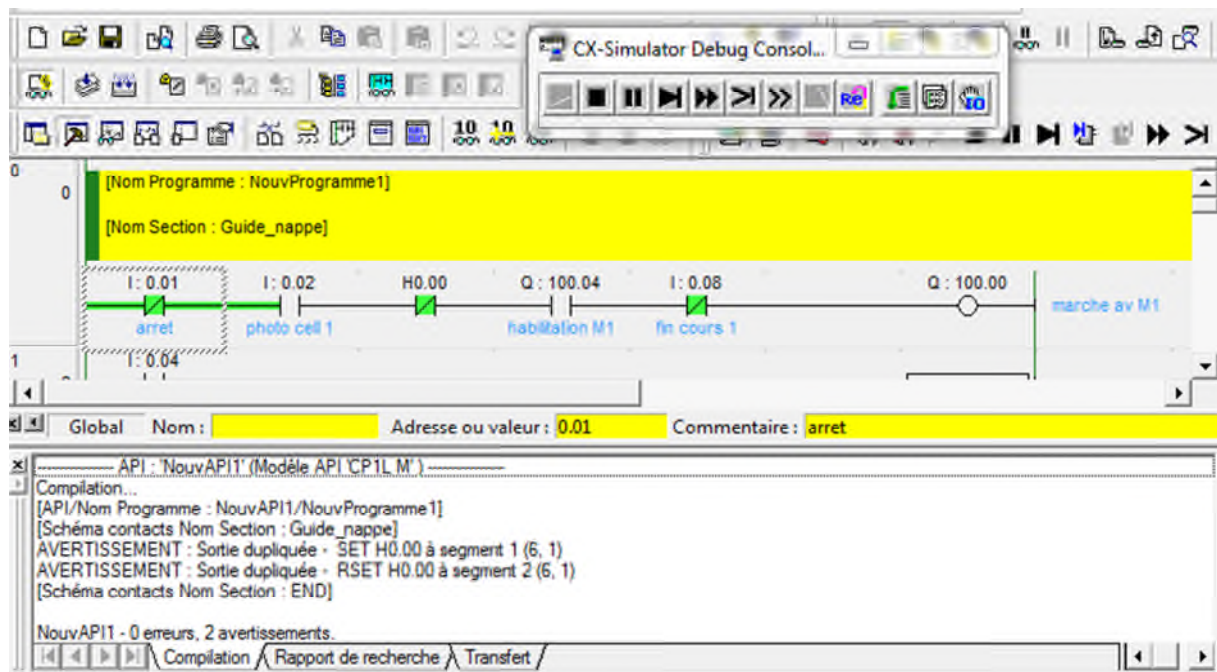 CX-Simulator Debug Consol...
0
0
[Nom Programme : NouvProgramme1]
[Nom Section : Guide_nappe]
I : 0.01 I : 0.02 H0.00 Q : 100.04 I : 0.08 Q : 100.00
arret photo cell 1 habilitation M1 fin cours 1 marche av M1
1
I : 0.04
Global Nom : Adresse ou valeur : 0.01 Commentaire : arret
API : 'NouvAPI1' (Modèle API 'CP1L M' )
Compilation...
[API/Nom Programme : NouvAPI1/NouvProgramme1]
[Schéma contacts Nom Section : Guide_nappe]
AVERTISSEMENT : Sortie dupliquée - SET H0.00 à segment 1 (6, 1)
AVERTISSEMENT : Sortie dupliquée - RSET H0.00 à segment 2 (6, 1)
[Schéma contacts Nom Section : END]
NouvAPI1 - 0 erreurs, 2 avertissements.
Compilation Rapport de recherche Transfert